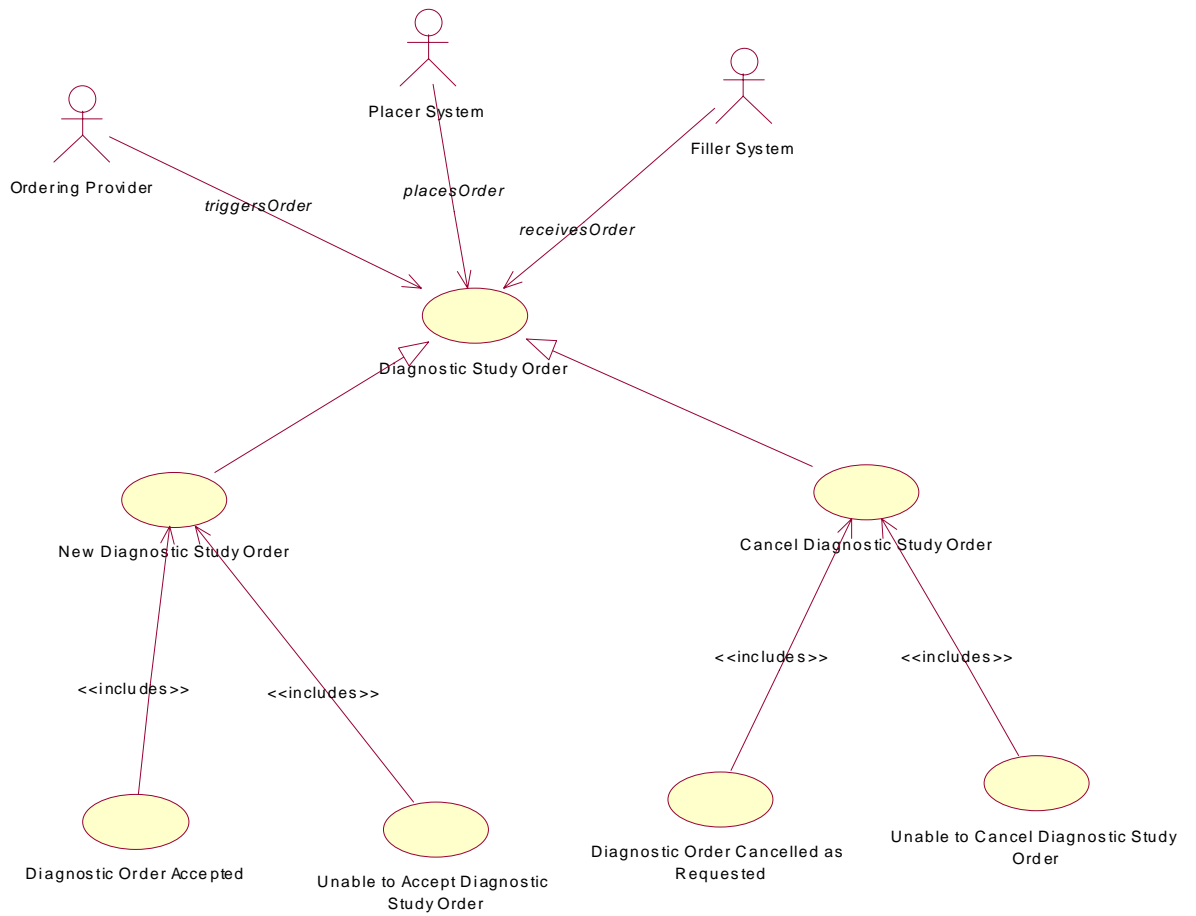 Placer System
Filler System
Ordering Provider
placesOrder
triggersOrder
receivesOrder
Diagnostic Study Order
New Diagnostic Study Order
Cancel Diagnostic Study Order
<<includes>>
<<includes>>
<<includes>>
<<includes>>
Diagnostic Order Accepted
Unable to Accept Diagnostic
Study Order
Diagnostic Order Cancelled as
Requested
Unable to Cancel Diagnostic Study
Order